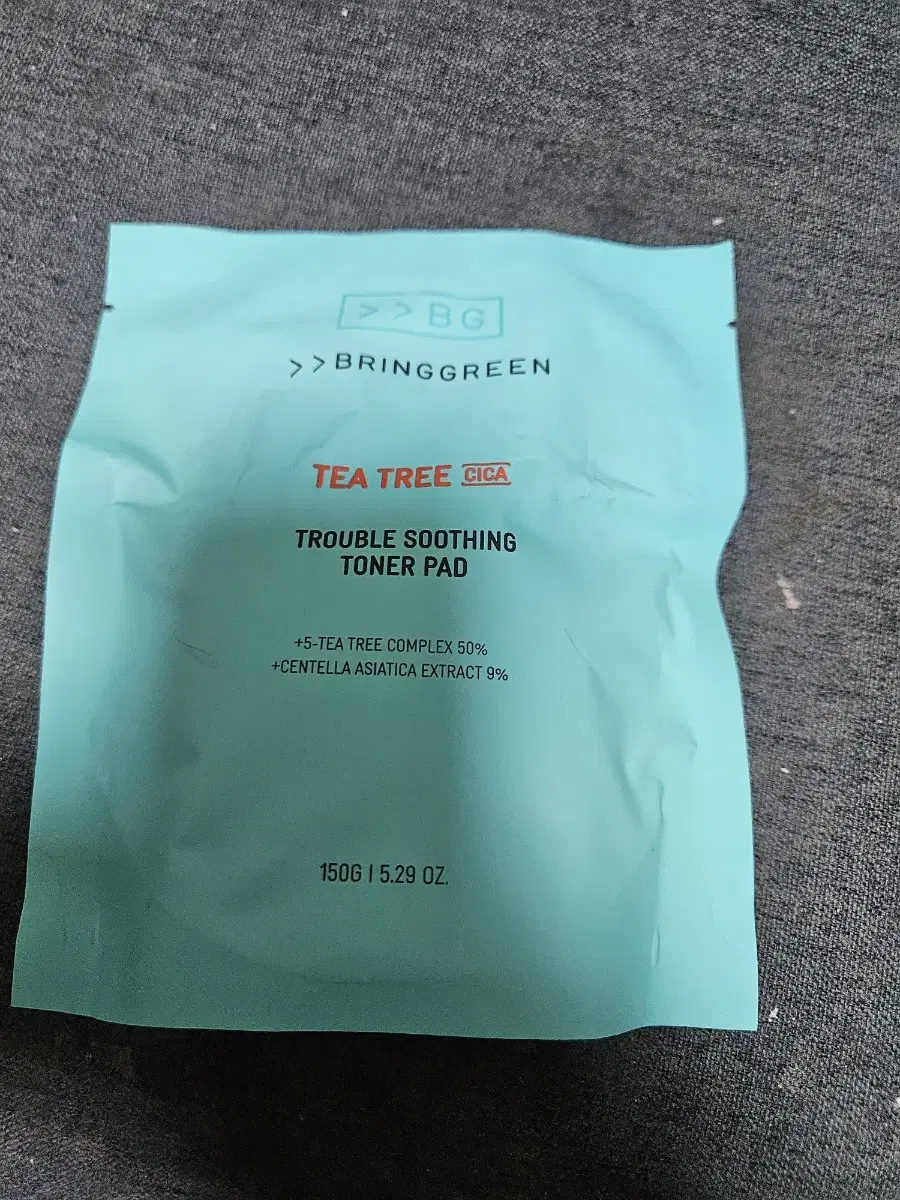 >>BG
>>BRINGGREEN
TEA TREE CICA
TROUBLE SOOTHING
TONER PAD
+5-TEA TREE COMPLEX 50%
+CENTELLA ASIATICA EXTRACT 9%
150G | 5.29 OZ.